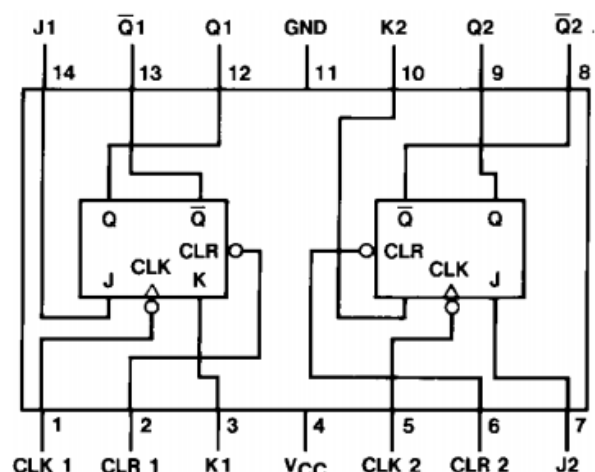 J1 Q̅1 Q1 GND K2 Q2 Q̅2
14 13 12 11 10 9 8
Q Q̅ Q̅ Q
CLR CLR
CLK CLK
J K J
1 2 3 4 5 6 7
CLK 1 CLR 1 K1 VCC CLK 2 CLR 2 J2